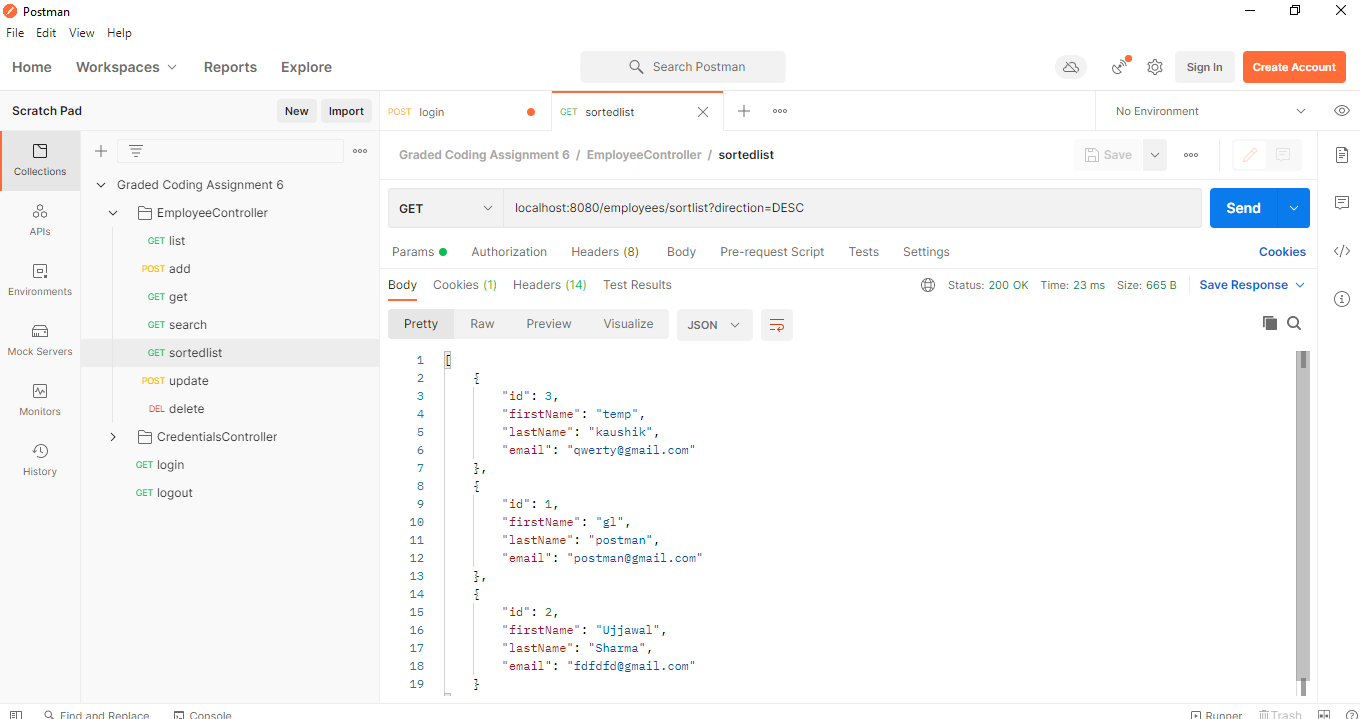 Postman
File Edit View Help
Home Workspaces Reports Explore Search Postman Sign In Create Account
Scratch Pad New Import
POST login GET sortedlist No Environment
Collections
APIs
Environments
Mock Servers
Monitors
History
Graded Coding Assignment 6
EmployeeController
GET list
POST add
GET get
GET search
GET sortedlist
POST update
DEL delete
CredentialsController
GET login
GET logout
Graded Coding Assignment 6 / EmployeeController / sortedlist Save
GET localhost:8080/employees/sortlist?direction=DESC Send
Params Authorization Headers (8) Body Pre-request Script Tests Settings Cookies
Body Cookies (1) Headers (14) Test Results Status: 200 OK Time: 23 ms Size: 665 B Save Response
Pretty Raw Preview Visualize JSON
1 [
2 {
3 "id": 3,
4 "firstName": "temp",
5 "lastName": "kaushik",
6 "email": "qwerty@gmail.com"
7 },
8 {
9 "id": 1,
10 "firstName": "gl",
11 "lastName": "postman",
12 "email": "postman@gmail.com"
13 },
14 {
15 "id": 2,
16 "firstName": "Ujjawal",
17 "lastName": "Sharma",
18 "email": "fdfdfd@gmail.com"
19 }
Find and Replace Console Runner Trash